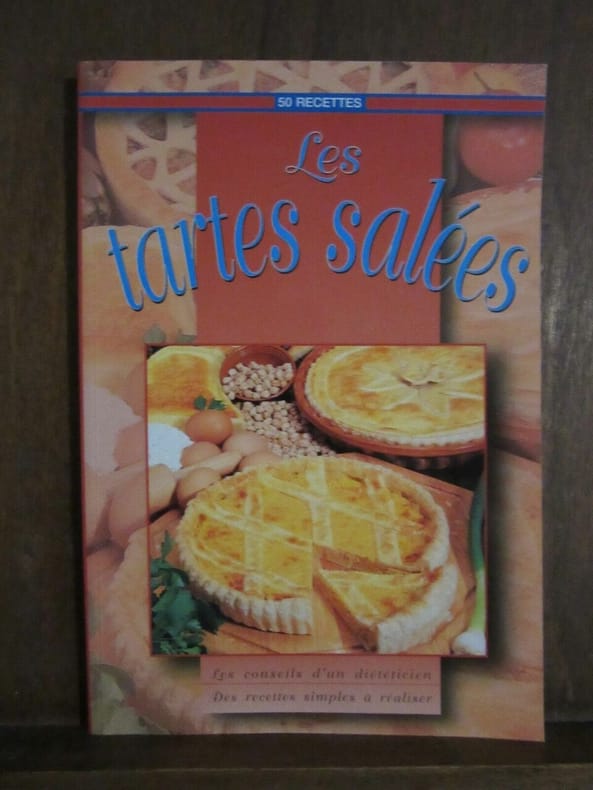 50 RECETTES
Les
tartes salées
Les conseils d'un diététicien
Des recettes simples à réaliser